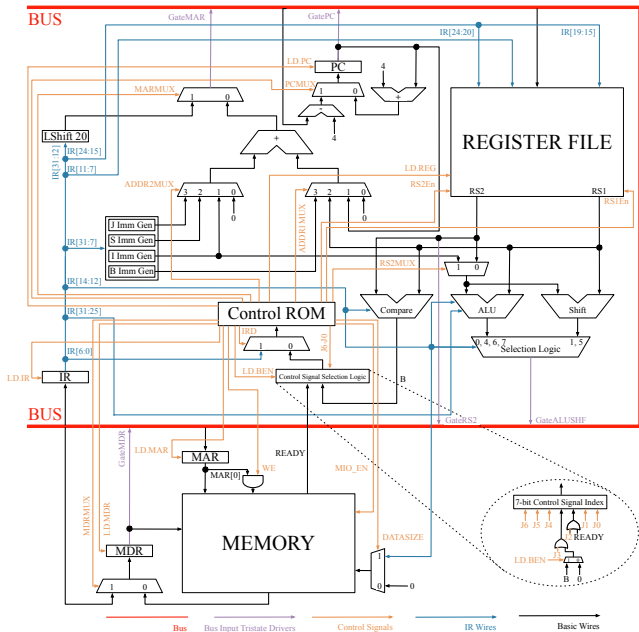 BUS
GateMAR
GatePC
IR[24:20]
IR[19:15]
IR[11:7]
LD.PC
PC
4
MARMUX
PCMUX
1 0
1 0
+
-
4
LShift 20
+
REGISTER FILE
IR[31:12]
IR[24:15]
IR[11:7]
LD.REG
RS2En
RS1En
RS2
RS1
ADDR2MUX
3 2 1 0
0
ADDR1MUX
3 2 1 0
0
J Imm Gen
S Imm Gen
I Imm Gen
B Imm Gen
IR[31:7]
RS2MUX
1 0
IR[14:12]
Control ROM
Compare
ALU
Shift
IR[31:25]
IRD
1 0
J6-J0
0, 4, 6, 7
1, 5
Selection Logic
IR[6:0]
LD.IR
IR
LD.BEN
Control Signal Selection Logic
B
BUS
GateMDR
GateRS2
GateALUSHF
LD.MAR
MAR
MAR[0]
WE
READY
MIO_EN
DATASIZE
MDRMUX
LD.MDR
MDR
MEMORY
1
0
0
1 0
7-bit Control Signal Index
J6 J5 J4
J1 J0
J2
READY
J3
LD.BEN
1 0
B 0
Bus
Bus Input Tristate Drivers
Control Signals
IR Wires
Basic Wires